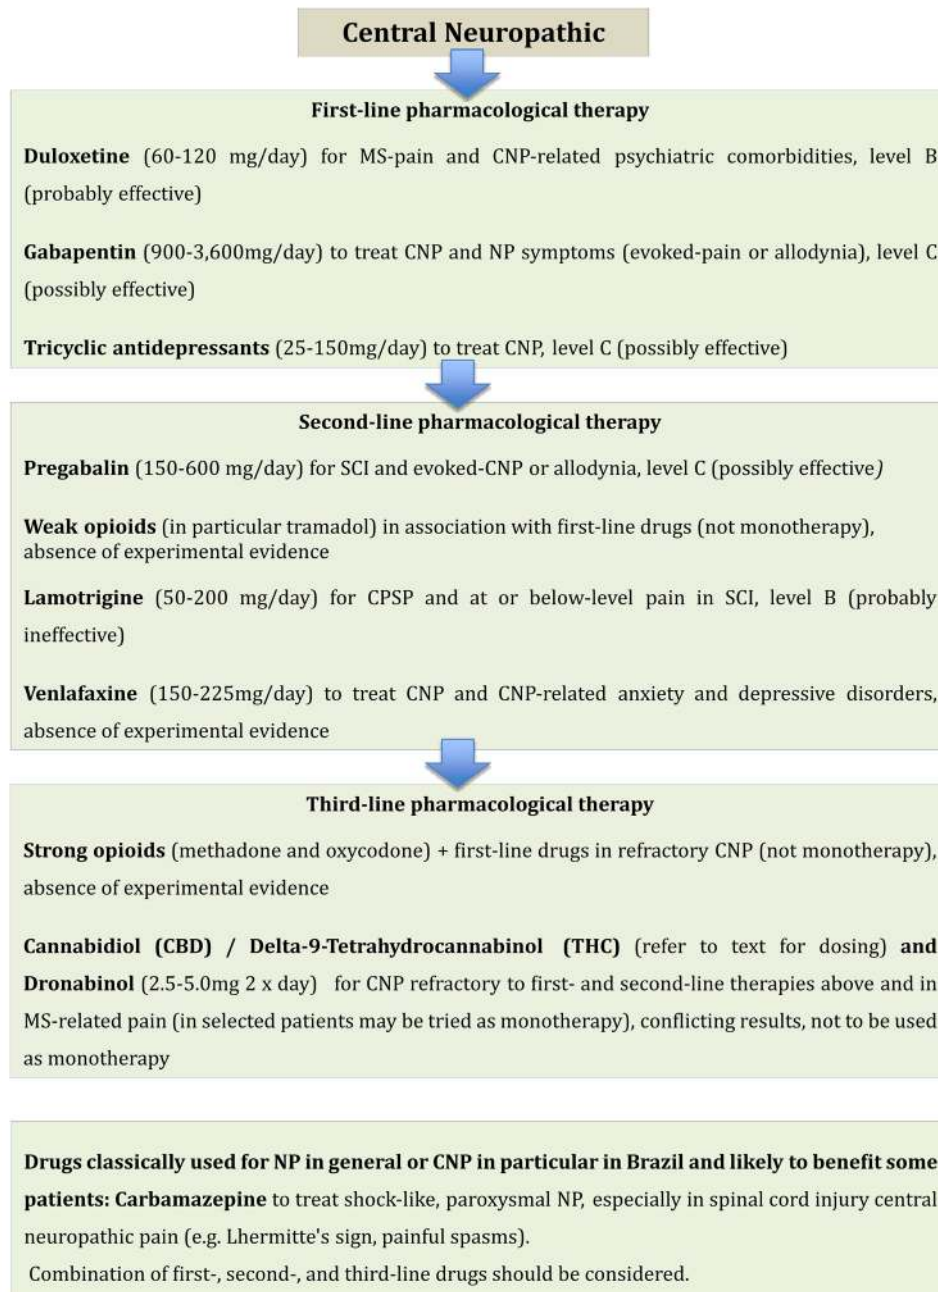 Central Neuropathic
First-line pharmacological therapy
Duloxetine (60-120 mg/day) for MS-pain and CNP-related psychiatric comorbidities, level B
(probably effective)
Gabapentin (900-3,600mg/day) to treat CNP and NP symptoms (evoked-pain or allodynia), level C
(possibly effective)
Tricyclic antidepressants (25-150mg/day) to treat CNP, level C (possibly effective)
Second-line pharmacological therapy
Pregabalin (150-600 mg/day) for SCI and evoked-CNP or allodynia, level C (possibly effective)
Weak opioids (in particular tramadol) in association with first-line drugs (not monotherapy),
absence of experimental evidence
Lamotrigine (50-200 mg/day) for CPSP and at or below-level pain in SCI, level B (probably
ineffective)
Venlafaxine (150-225mg/day) to treat CNP and CNP-related anxiety and depressive disorders,
absence of experimental evidence
Third-line pharmacological therapy
Strong opioids (methadone and oxycodone) + first-line drugs in refractory CNP (not monotherapy),
absence of experimental evidence
Cannabidiol (CBD) / Delta-9-Tetrahydrocannabinol (THC) (refer to text for dosing) and
Dronabinol (2.5-5.0mg 2 x day) for CNP refractory to first- and second-line therapies above and in
MS-related pain (in selected patients may be tried as monotherapy), conflicting results, not to be used
as monotherapy
Drugs classically used for NP in general or CNP in particular in Brazil and likely to benefit some
patients: Carbamazepine to treat shock-like, paroxysmal NP, especially in spinal cord injury central
neuropathic pain (e.g. Lhermitte's sign, painful spasms).
Combination of first-, second-, and third-line drugs should be considered.